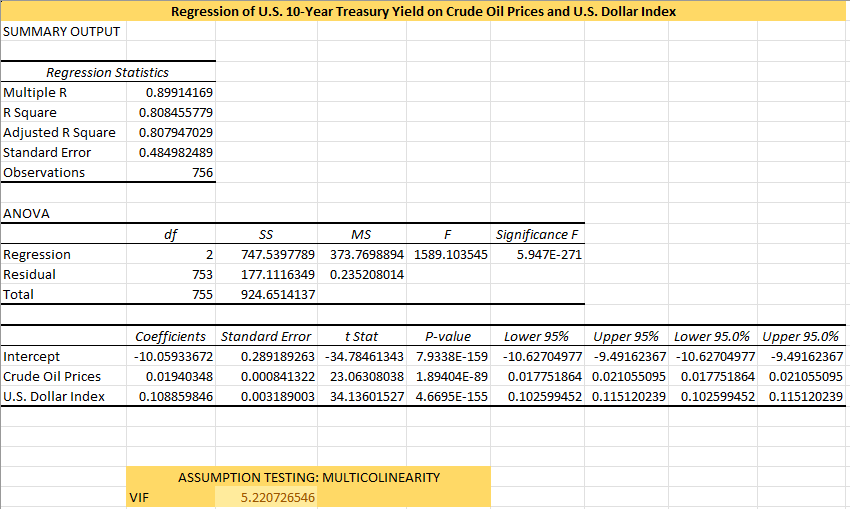 Regression of U.S. 10-Year Treasury Yield on Crude Oil Prices and U.S. Dollar Index
SUMMARY OUTPUT
Regression Statistics
Multiple R 0.89914169
R Square 0.808455779
Adjusted R Square 0.807947029
Standard Error 0.484982489
Observations 756
ANOVA
df SS MS F Significance F
Regression 2 747.5397789 373.7698894 1589.103545 5.947E-271
Residual 753 177.1116349 0.235208014
Total 755 924.6514137
Coefficients Standard Error t Stat P-value Lower 95% Upper 95% Lower 95.0% Upper 95.0%
Intercept -10.05933672 0.289189263 -34.78461343 7.9338E-159 -10.62704977 -9.49162367 -10.62704977 -9.49162367
Crude Oil Prices 0.01940348 0.000841322 23.06308038 1.89404E-89 0.017751864 0.021055095 0.017751864 0.021055095
U.S. Dollar Index 0.108859846 0.003189003 34.13601527 4.6695E-155 0.102599452 0.115120239 0.102599452 0.115120239
ASSUMPTION TESTING: MULTICOLINEARITY
VIF 5.220726546